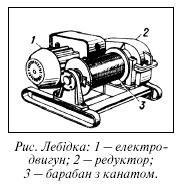 1
2
3
Рис. Лебідка: 1 — електро-
двигун; 2 — редуктор;
3 — барабан з канатом.